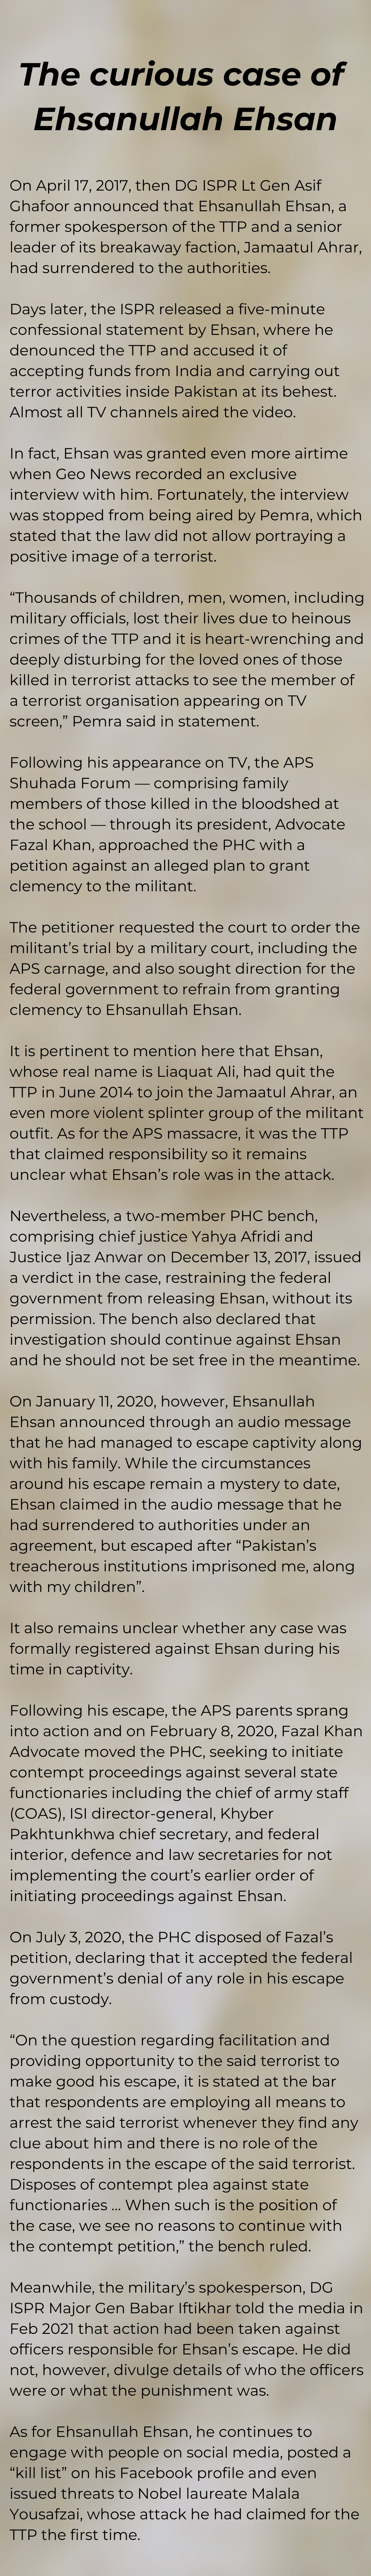 The curious case of
Ehsanullah Ehsan
On April 17, 2017, then DG ISPR Lt Gen Asif
Ghafoor announced that Ehsanullah Ehsan, a
former spokesperson of the TTP and a senior
leader of its breakaway faction, Jamaatul Ahrar,
had surrendered to the authorities.
Days later, the ISPR released a five-minute
confessional statement by Ehsan, where he
denounced the TTP and accused it of
accepting funds from India and carrying out
terror activities inside Pakistan at its behest.
Almost all TV channels aired the video.
In fact, Ehsan was granted even more airtime
when Geo News recorded an exclusive
interview with him. Fortunately, the interview
was stopped from being aired by Pemra, which
stated that the law did not allow portraying a
positive image of a terrorist.
“Thousands of children, men, women, including
military officials, lost their lives due to heinous
crimes of the TTP and it is heart-wrenching and
deeply disturbing for the loved ones of those
killed in terrorist attacks to see the member of
a terrorist organisation appearing on TV
screen,” Pemra said in statement.
Following his appearance on TV, the APS
Shuhada Forum — comprising family
members of those killed in the bloodshed at
the school — through its president, Advocate
Fazal Khan, approached the PHC with a
petition against an alleged plan to grant
clemency to the militant.
The petitioner requested the court to order the
militant’s trial by a military court, including the
APS carnage, and also sought direction for the
federal government to refrain from granting
clemency to Ehsanullah Ehsan.
It is pertinent to mention here that Ehsan,
whose real name is Liaquat Ali, had quit the
TTP in June 2014 to join the Jamaatul Ahrar, an
even more violent splinter group of the militant
outfit. As for the APS massacre, it was the TTP
that claimed responsibility so it remains
unclear what Ehsan’s role was in the attack.
Nevertheless, a two-member PHC bench,
comprising chief justice Yahya Afridi and
Justice Ijaz Anwar on December 13, 2017, issued
a verdict in the case, restraining the federal
government from releasing Ehsan, without its
permission. The bench also declared that
investigation should continue against Ehsan
and he should not be set free in the meantime.
On January 11, 2020, however, Ehsanullah
Ehsan announced through an audio message
that he had managed to escape captivity along
with his family. While the circumstances
around his escape remain a mystery to date,
Ehsan claimed in the audio message that he
had surrendered to authorities under an
agreement, but escaped after “Pakistan’s
treacherous institutions imprisoned me, along
with my children”.
It also remains unclear whether any case was
formally registered against Ehsan during his
time in captivity.
Following his escape, the APS parents sprang
into action and on February 8, 2020, Fazal Khan
Advocate moved the PHC, seeking to initiate
contempt proceedings against several state
functionaries including the chief of army staff
(COAS), ISI director-general, Khyber
Pakhtunkhwa chief secretary, and federal
interior, defence and law secretaries for not
implementing the court’s earlier order of
initiating proceedings against Ehsan.
On July 3, 2020, the PHC disposed of Fazal’s
petition, declaring that it accepted the federal
government’s denial of any role in his escape
from custody.
“On the question regarding facilitation and
providing opportunity to the said terrorist to
make good his escape, it is stated at the bar
that respondents are employing all means to
arrest the said terrorist whenever they find any
clue about him and there is no role of the
respondents in the escape of the said terrorist.
Disposes of contempt plea against state
functionaries ... When such is the position of
the case, we see no reasons to continue with
the contempt petition,” the bench ruled.
Meanwhile, the military’s spokesperson, DG
ISPR Major Gen Babar Iftikhar told the media in
Feb 2021 that action had been taken against
officers responsible for Ehsan’s escape. He did
not, however, divulge details of who the officers
were or what the punishment was.
As for Ehsanullah Ehsan, he continues to
engage with people on social media, posted a
“kill list” on his Facebook profile and even
issued threats to Nobel laureate Malala
Yousafzai, whose attack he had claimed for the
TTP the first time.